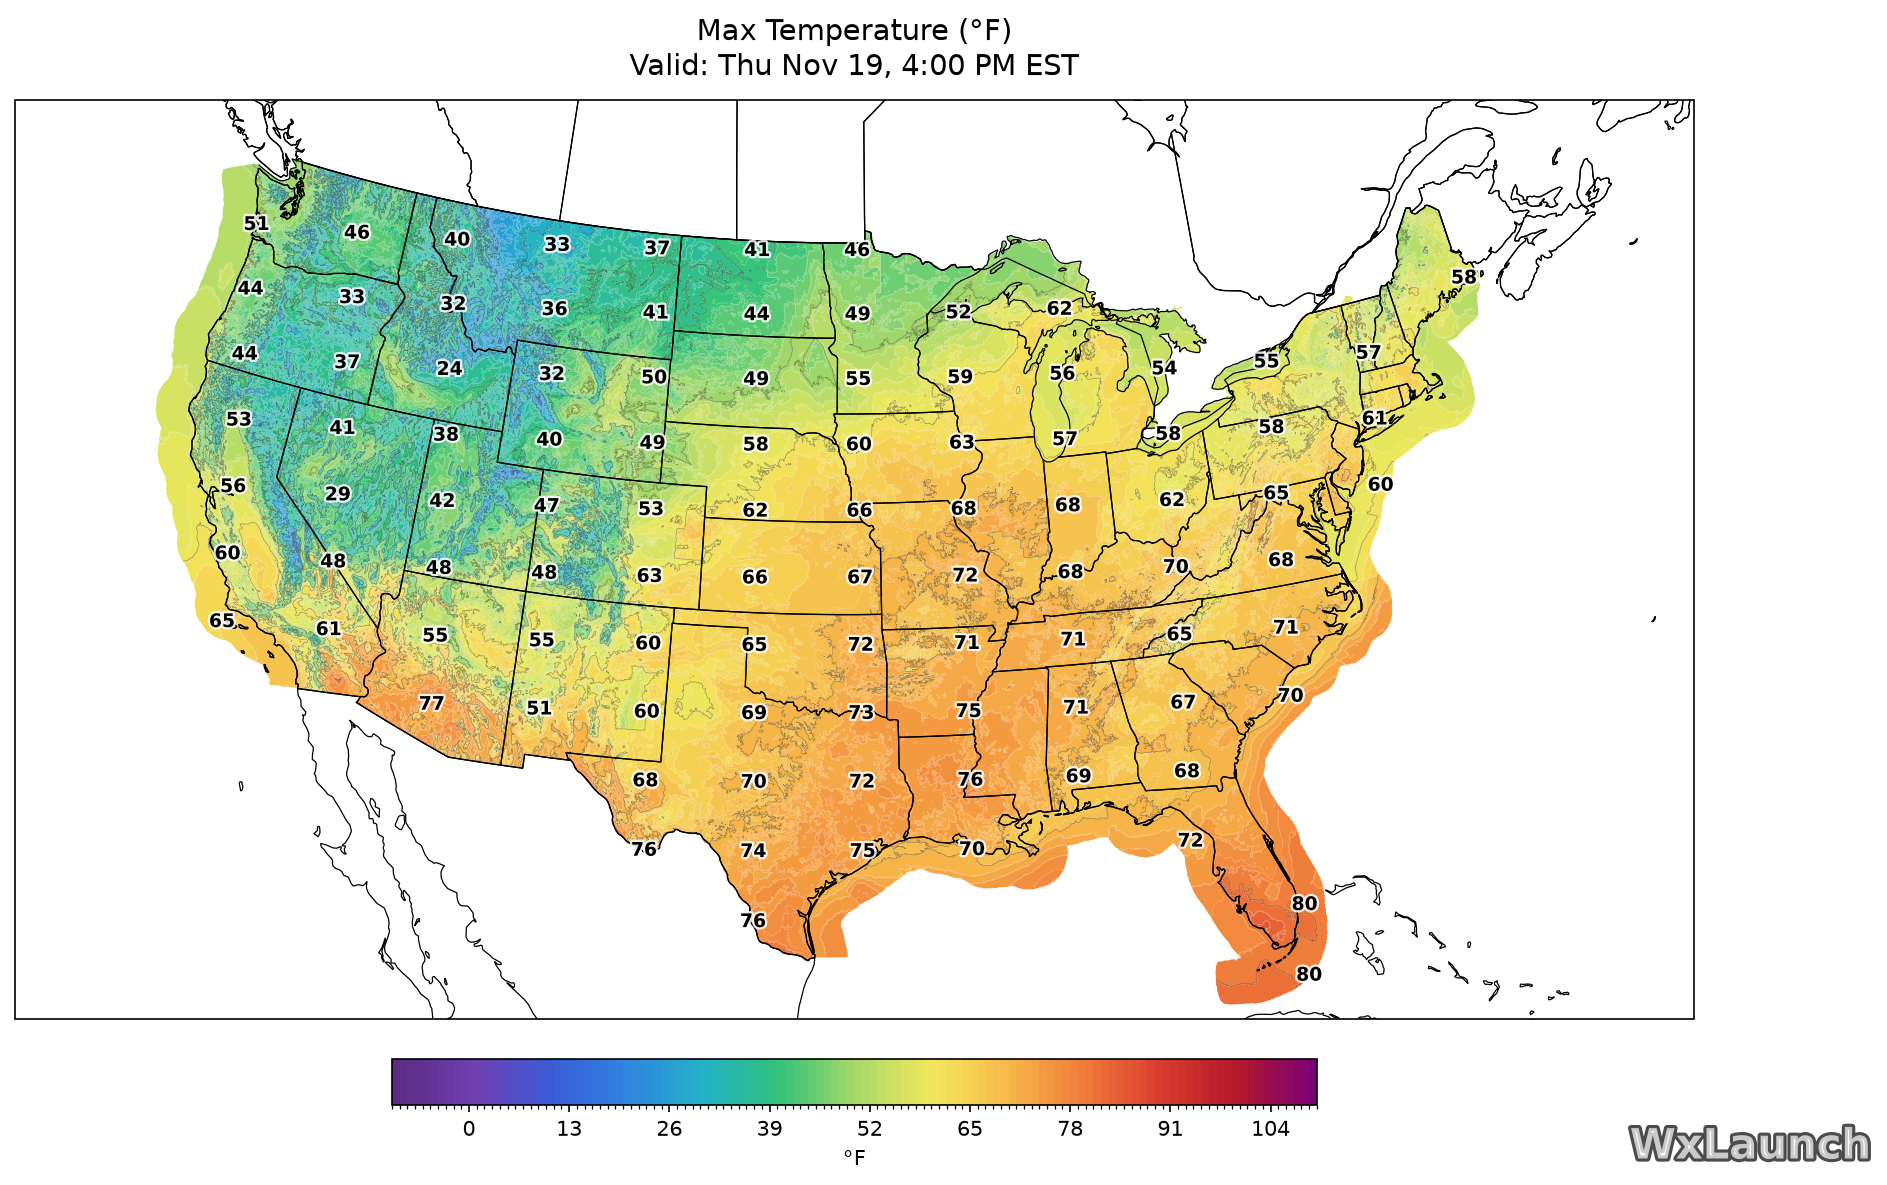 Max Temperature (°F)
Valid: Thu Nov 19, 4:00 PM EST
51 46 40 33 37 41 46
44 33 32 36 41 44 49 52 62 58
44 37 24 32 50 49 55 59 56 54 55 57
53 41 38 40 49 58 60 63 57 58 58 61
56 29 42 47 53 62 66 68 68 62 65 60
60 48 48 48 63 66 67 72 68 70 68
65 61 55 55 60 65 72 71 71 65 71
77 51 60 69 73 75 71 67 70
68 70 72 76 69 68
76 74 75 70 72
76 80
80
0 13 26 39 52 65 78 91 104
°F
WxLaunch